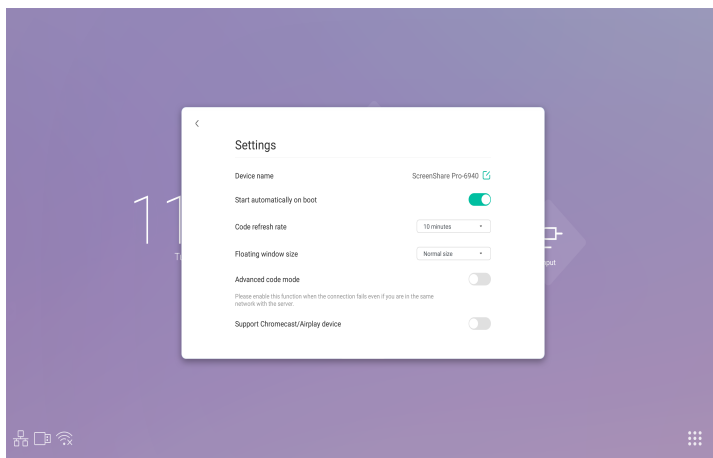 Settings
Device name
ScreenShare Pro-6940
Start automatically on boot
Code refresh rate
10 minutes
Floating window size
Normal size
Advanced code mode
Please enable this function when the connection fails even if you are in the same
network with the server.
Support Chromecast/Airplay device
11